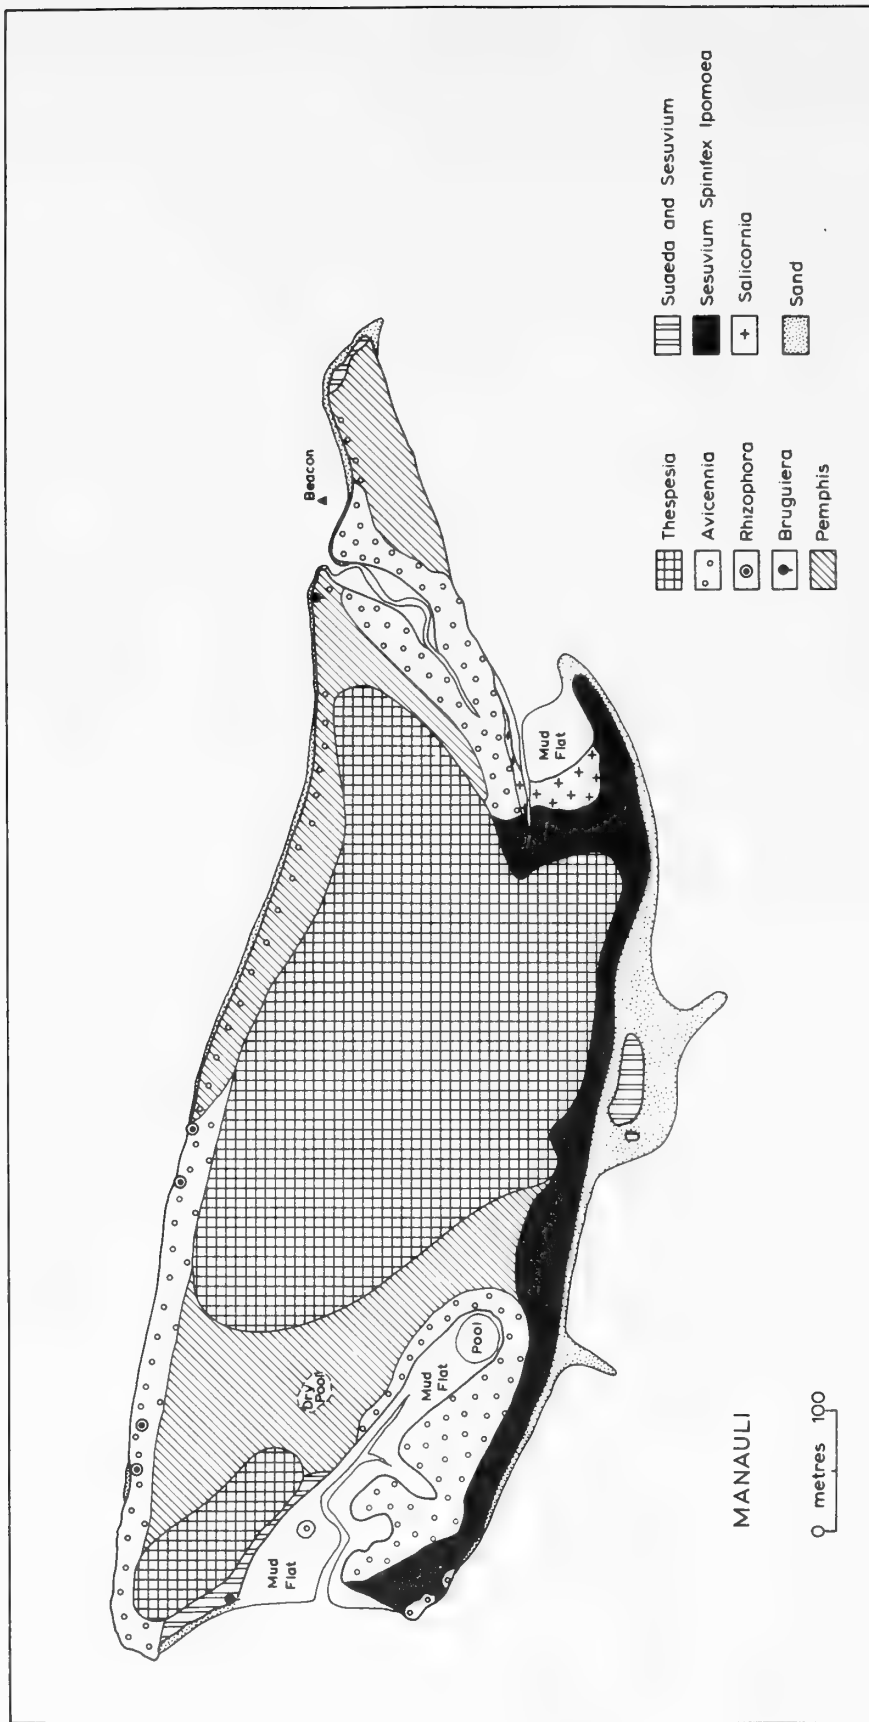 Beacon
Mud
Flat
Dry
Pool
Mud
Flat
Pool
Mud
Flat
MANAULI
0 metres 100
Thespesia
Avicennia
Rhizophora
Bruguiera
Pemphis
Suaeda and Sesuvium
Sesuvium Spinifex Ipomoea
Salicornia
Sand